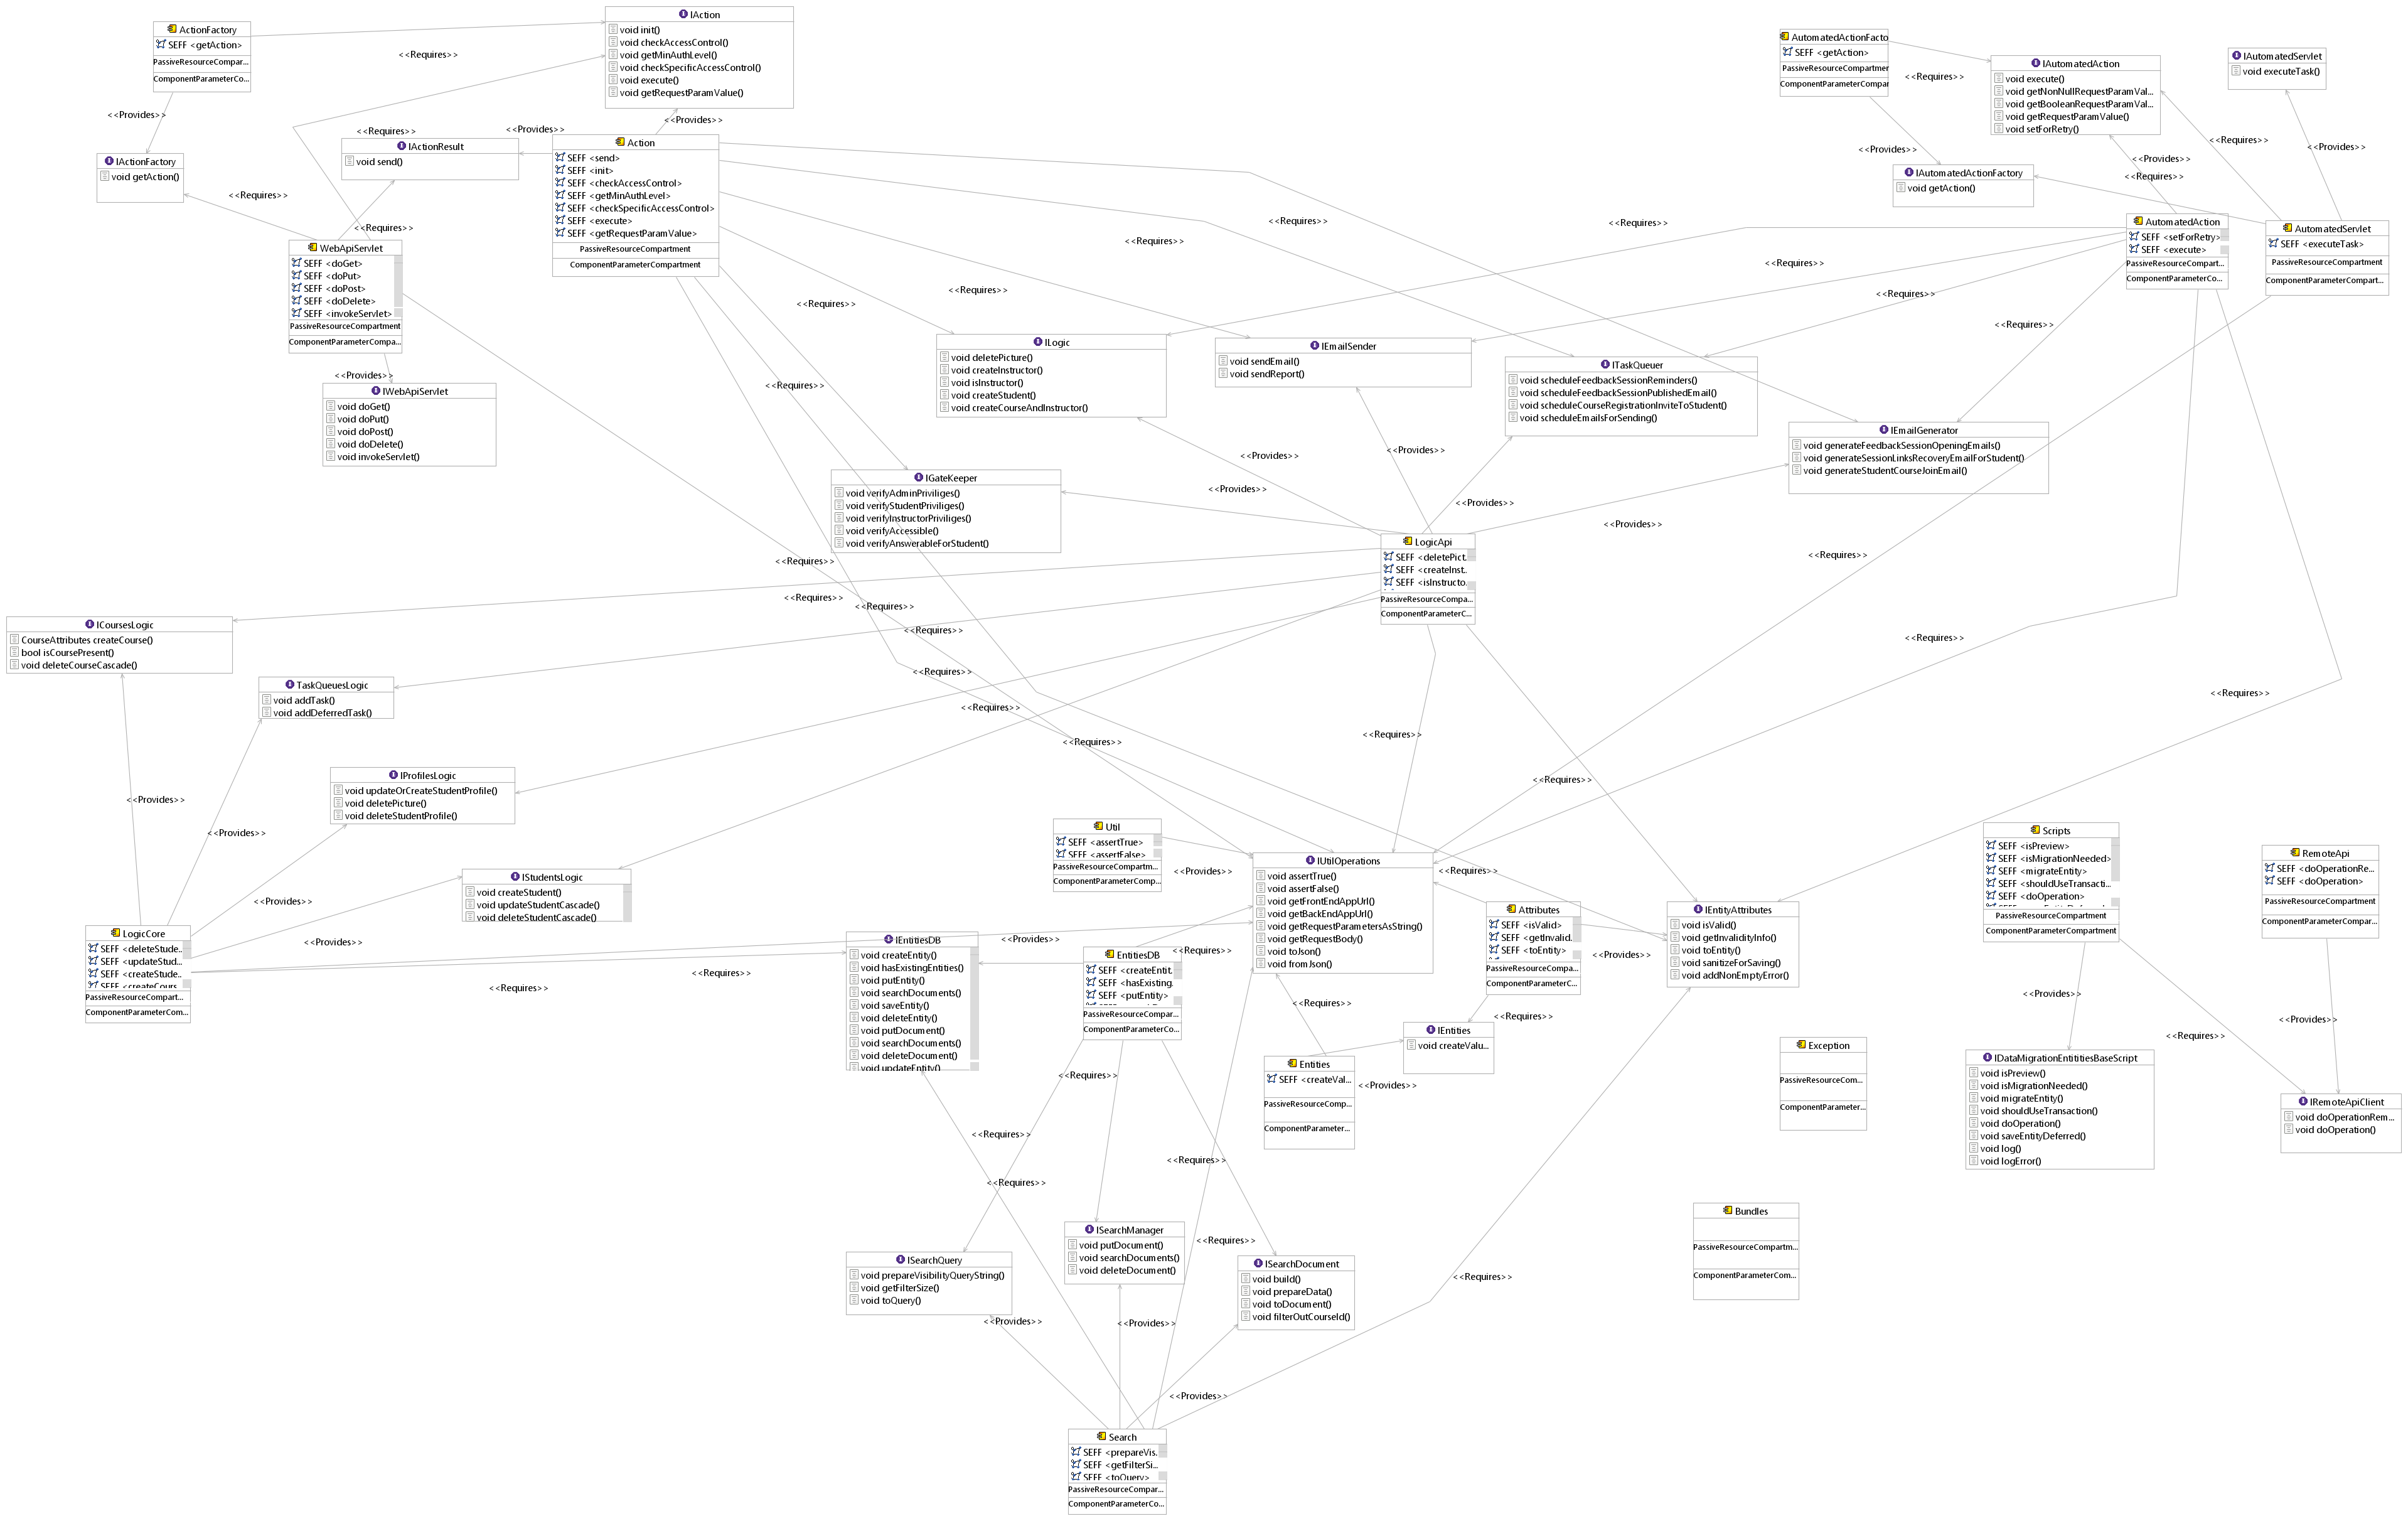 ActionFactory
SEFF <getAction>
PassiveResourceCompar...
ComponentParameterCo...
<<Requires>>
<<Provides>>
IAction
void init()
void checkAccessControl()
void getMinAuthLevel()
void checkSpecificAccessControl()
void execute()
void getRequestParamValue()
<<Provides>>
IActionFactory
void getAction()
<<Requires>>
<<Requires>>
<<Provides>>
IActionResult
void send()
<<Requires>>
Action
SEFF <send>
SEFF <init>
SEFF <checkAccessControl>
SEFF <getMinAuthLevel>
SEFF <checkSpecificAccessControl>
SEFF <execute>
SEFF <getRequestParamValue>
PassiveResourceCompartment
ComponentParameterCompartment
WebApiServlet
SEFF <doGet>
SEFF <doPut>
SEFF <doPost>
SEFF <doDelete>
SEFF <invokeServlet>
PassiveResourceCompartment
ComponentParameterCompa...
<<Provides>>
IWebApiServlet
void doGet()
void doPut()
void doPost()
void doDelete()
void invokeServlet()
AutomatedActionFacto
SEFF <getAction>
PassiveResourceCompartmen
ComponentParameterCompar
<<Requires>>
<<Provides>>
IAutomatedAction
void execute()
void getNonNullRequestParamVal...
void getBooleanRequestParamVal...
void getRequestParamValue()
void setForRetry()
IAutomatedServlet
void executeTask()
<<Requires>>
<<Provides>>
<<Provides>>
<<Requires>>
IAutomatedActionFactory
void getAction()
AutomatedAction
SEFF <setForRetry>
SEFF <execute>
PassiveResourceCompart...
ComponentParameterCo...
AutomatedServlet
SEFF <executeTask>
PassiveResourceCompartment
ComponentParameterCompart...
<<Requires>>
<<Requires>>
<<Requires>>
<<Requires>>
<<Requires>>
<<Requires>>
<<Requires>>
<<Requires>>
<<Requires>>
ILogic
void deletePicture()
void createInstructor()
void isInstructor()
void createStudent()
void createCourseAndInstructor()
IEmailSender
void sendEmail()
void sendReport()
ITaskQueuer
void scheduleFeedbackSessionReminders()
void scheduleFeedbackSessionPublishedEmail()
void scheduleCourseRegistrationInviteToStudent()
void scheduleEmailsForSending()
IEmailGenerator
void generateFeedbackSessionOpeningEmails()
void generateSessionLinksRecoveryEmailForStudent()
void generateStudentCourseJoinEmail()
<<Requires>>
<<Provides>>
<<Provides>>
<<Provides>>
<<Provides>>
<<Provides>>
IGateKeeper
void verifyAdminPriviliges()
void verifyStudentPriviliges()
void verifyInstructorPriviliges()
void verifyAccessible()
void verifyAnswerableForStudent()
LogicApi
SEFF <deletePict...
SEFF <createInst...
SEFF <isInstructo...
PassiveResourceCompa...
ComponentParameterC...
<<Requires>>
<<Requires>>
<<Requires>>
<<Requires>>
<<Requires>>
<<Requires>>
<<Requires>>
<<Requires>>
<<Requires>>
<<Requires>>
<<Requires>>
<<Requires>>
<<Requires>>
ICoursesLogic
CourseAttributes createCourse()
bool isCoursePresent()
void deleteCourseCascade()
TaskQueuesLogic
void addTask()
void addDeferredTask()
IProfilesLogic
void updateOrCreateStudentProfile()
void deletePicture()
void deleteStudentProfile()
IStudentsLogic
void createStudent()
void updateStudentCascade()
void deleteStudentCascade()
<<Provides>>
<<Provides>>
<<Provides>>
<<Provides>>
LogicCore
SEFF <deleteStude...
SEFF <updateStud...
SEFF <createStude...
SEFF <createCours...
PassiveResourceCompart...
ComponentParameterCom...
<<Requires>>
<<Requires>>
Util
SEFF <assertTrue>
SEFF <assertFalse>
PassiveResourceCompartm...
ComponentParameterComp...
<<Provides>>
IUtilOperations
void assertTrue()
void assertFalse()
void getFrontEndAppUrl()
void getBackEndAppUrl()
void getRequestParametersAsString()
void getRequestBody()
void toJson()
void fromJson()
<<Requires>>
Attributes
SEFF <isValid>
SEFF <getInvalid...
SEFF <toEntity>
PassiveResourceCompa...
ComponentParameterC...
<<Provides>>
<<Requires>>
IEntityAttributes
void isValid()
void getInvalidityInfo()
void toEntity()
void sanitizeForSaving()
void addNonEmptyError()
IEntitiesDB
void createEntity()
void hasExistingEntities()
void putEntity()
void searchDocuments()
void saveEntity()
void deleteEntity()
void putDocument()
void searchDocuments()
void deleteDocument()
void updateEntity()
<<Provides>>
<<Requires>>
EntitiesDB
SEFF <createEntit...
SEFF <hasExisting...
SEFF <putEntity>
PassiveResourceCompar...
ComponentParameterCo...
<<Requires>>
IEntities
void createValu...
Entities
SEFF <createVal...
PassiveResourceComp...
ComponentParameter...
<<Provides>>
<<Requires>>
<<Requires>>
<<Requires>>
<<Requires>>
<<Requires>>
<<Requires>>
Scripts
SEFF <isPreview>
SEFF <isMigrationNeeded>
SEFF <migrateEntity>
SEFF <shouldUseTransacti...
SEFF <doOperation>
PassiveResourceCompartment
ComponentParameterCompartment
RemoteApi
SEFF <doOperationRe...
SEFF <doOperation>
PassiveResourceCompartment
ComponentParameterCompar...
<<Provides>>
<<Requires>>
<<Provides>>
IDataMigrationEntititiesBaseScript
void isPreview()
void isMigrationNeeded()
void migrateEntity()
void shouldUseTransaction()
void doOperation()
void saveEntityDeferred()
void log()
void logError()
IRemoteApiClient
void doOperationRem...
void doOperation()
Exception
PassiveResourceCom...
ComponentParameter...
Bundles
PassiveResourceCompartm...
ComponentParameterCom...
ISearchQuery
void prepareVisibilityQueryString()
void getFilterSize()
void toQuery()
ISearchManager
void putDocument()
void searchDocuments()
void deleteDocument()
ISearchDocument
void build()
void prepareData()
void toDocument()
void filterOutCourseId()
<<Provides>>
<<Provides>>
<<Provides>>
Search
SEFF <prepareVis...
SEFF <getFilterSi...
SEFF <toQuery>
PassiveResourceCompar...
ComponentParameterCo...